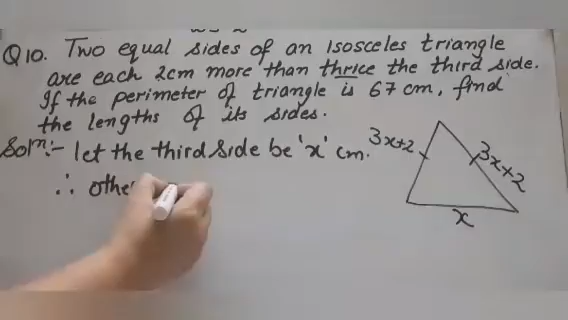 Q10. Two equal sides of an isosceles triangle
are each 2cm more than thrice the third side.
If the perimeter of triangle is 67 cm, find
the lengths of its sides.
Soln:- let the third side be 'x' cm.
∴ othe
3x+2
3x+2
x